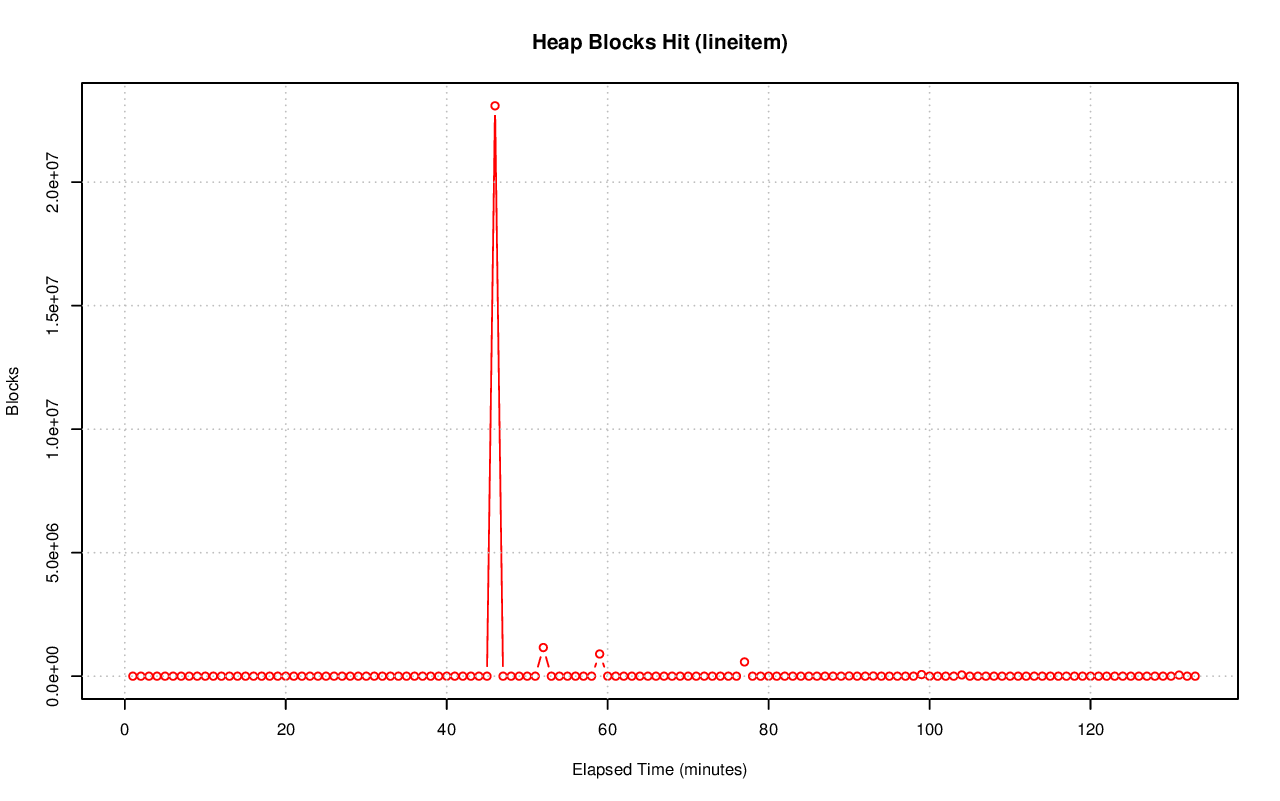 Heap Blocks Hit (lineitem)
Blocks
2.0e+07
1.5e+07
1.0e+07
5.0e+06
0.0e+00
0 20 40 60 80 100 120
Elapsed Time (minutes)